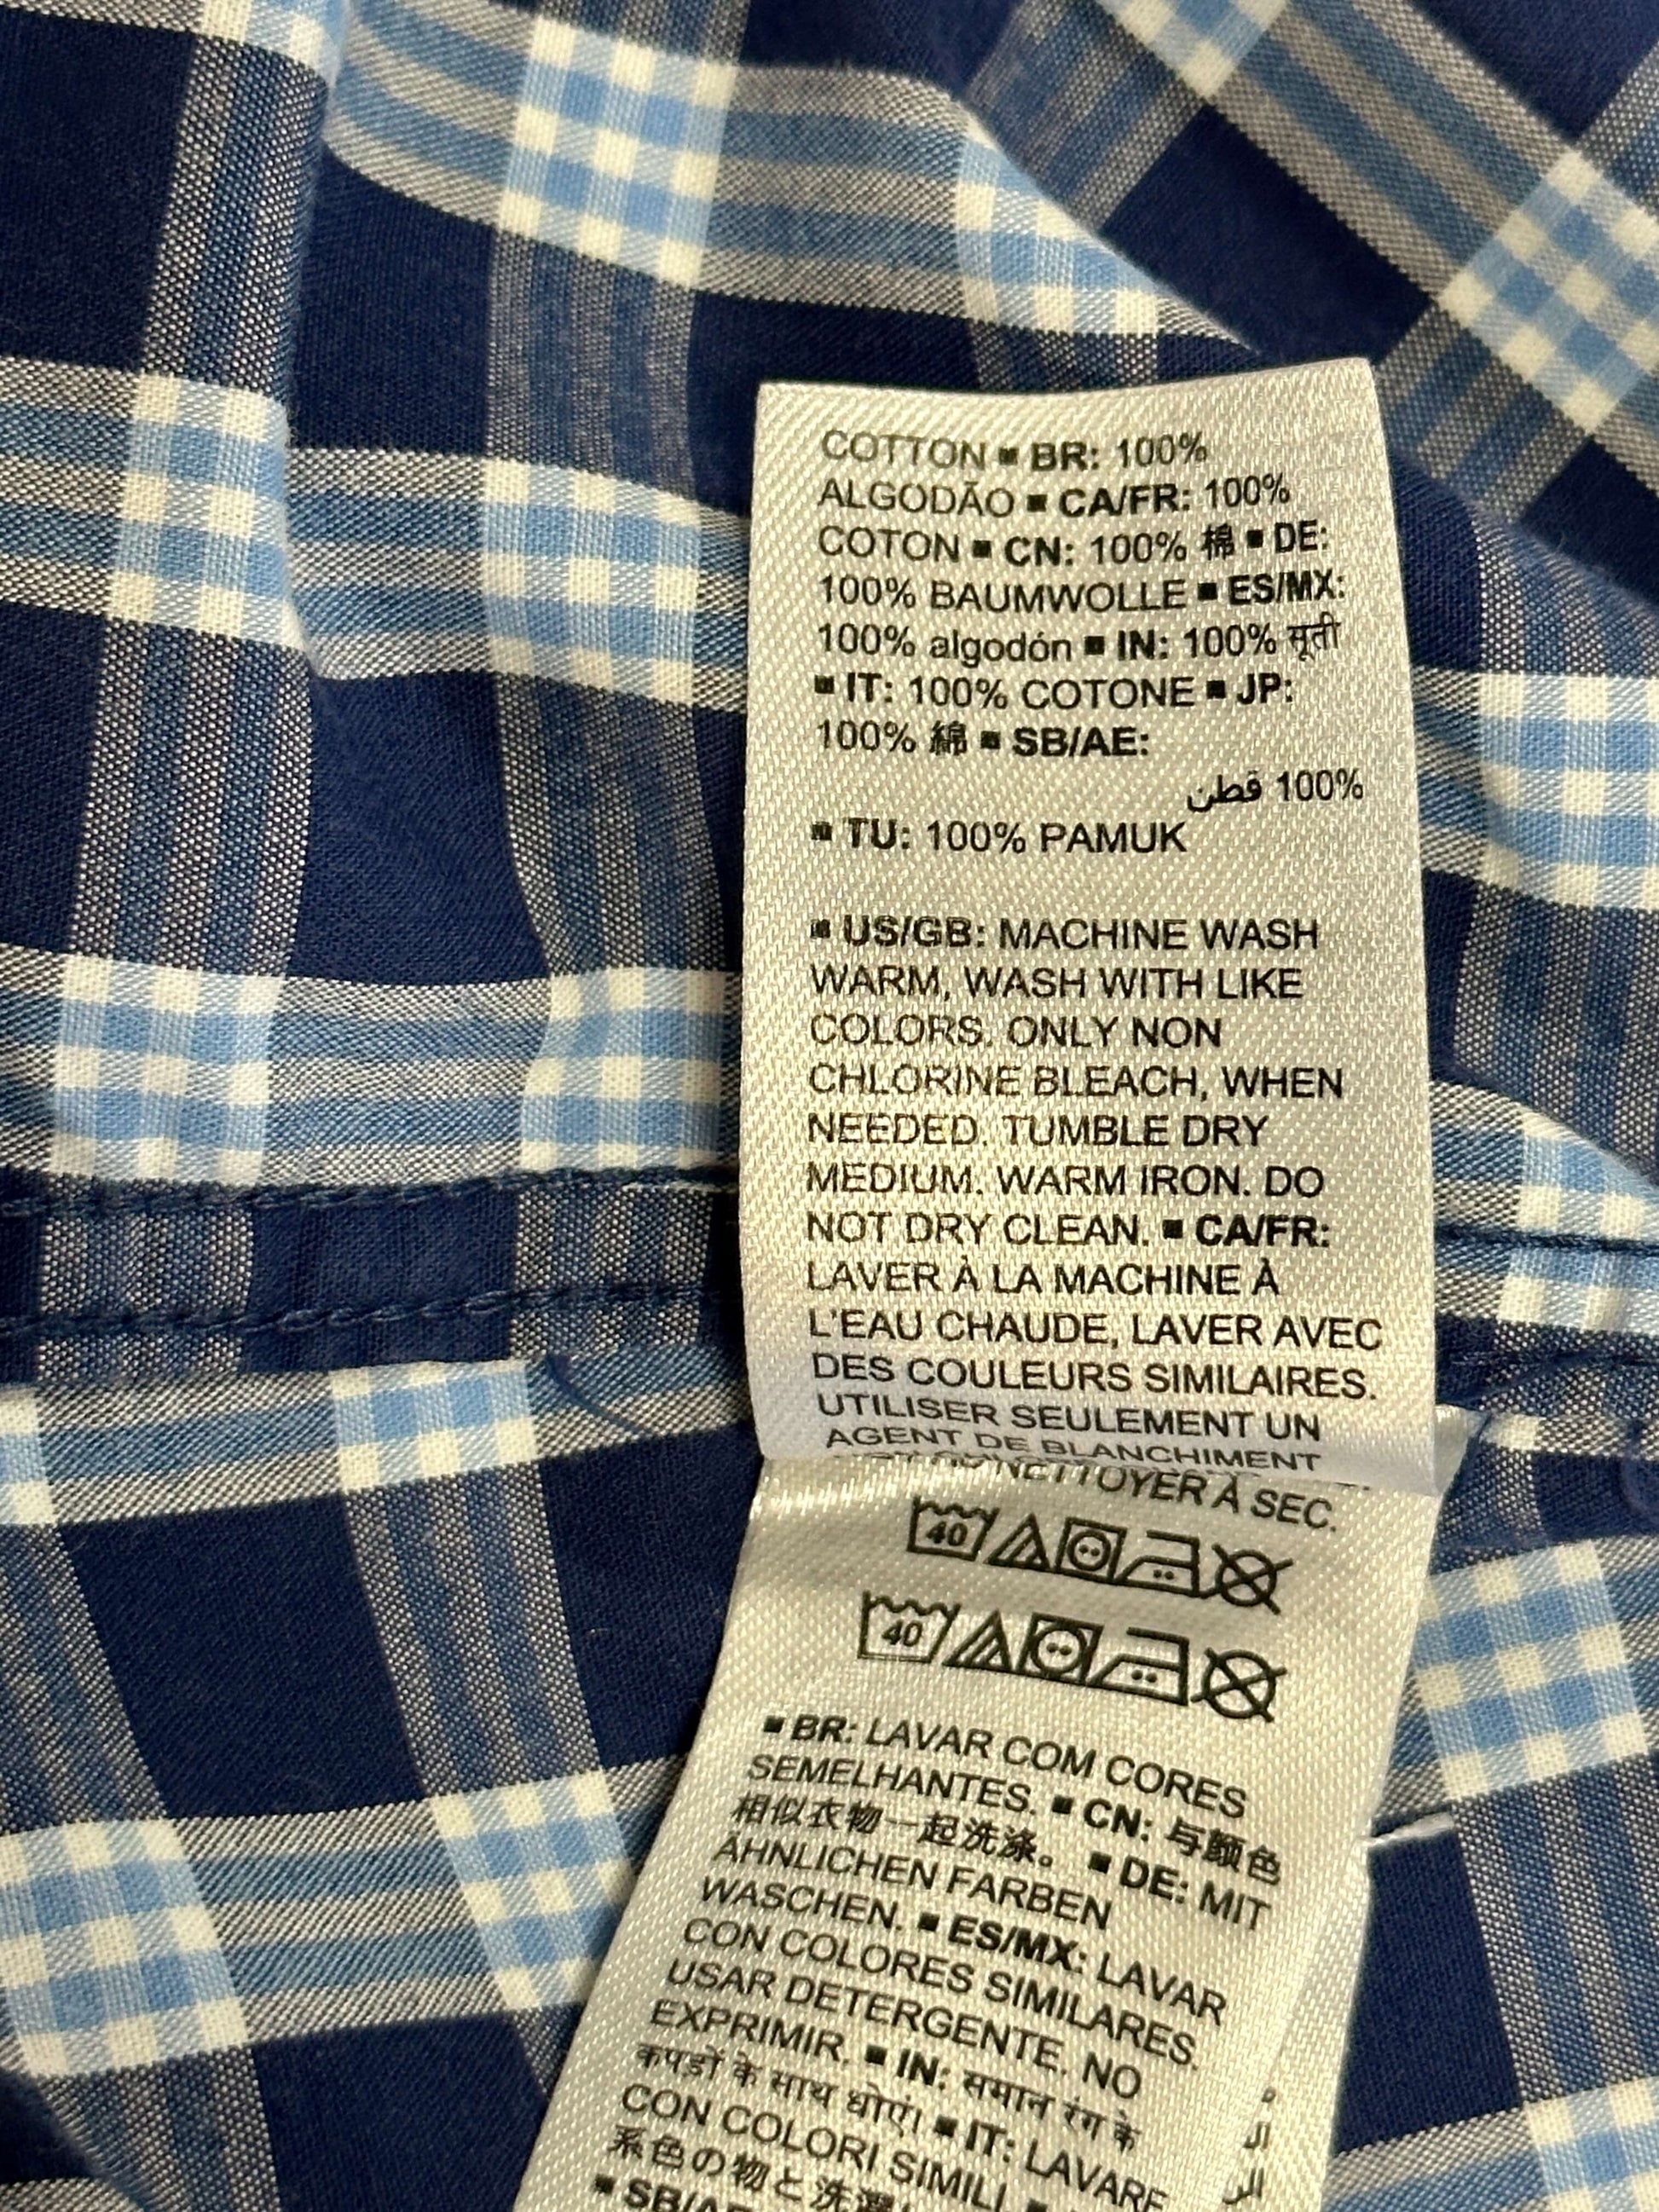 COTTON ▪ BR: 100%
ALGODÃO ▪ CA/FR: 100%
COTON ▪ CN: 100% 棉 ▪ DE:
100% BAUMWOLLE ▪ ES/MX:
100% algodón ▪ IN: 100% सूती
▪ IT: 100% COTONE ▪ JP:
100% 綿 ▪ SB/AE:
100% قطن
▪ TU: 100% PAMUK
▪ US/GB: MACHINE WASH
WARM, WASH WITH LIKE
COLORS. ONLY NON
CHLORINE BLEACH, WHEN
NEEDED. TUMBLE DRY
MEDIUM. WARM IRON. DO
NOT DRY CLEAN. ▪ CA/FR:
LAVER À LA MACHINE À
L'EAU CHAUDE, LAVER AVEC
DES COULEURS SIMILAIRES.
UTILISER SEULEMENT UN
AGENT DE BLANCHIMENT
NETTOYER À SEC.
40
40
▪ BR: LAVAR COM CORES
SEMELHANTES. ▪ CN: 与颜色
相似衣物一起洗涤。 ▪ DE: MIT
ÄHNLICHEN FARBEN
WASCHEN. ▪ ES/MX: LAVAR
CON COLORES SIMILARES.
USAR DETERGENTE. NO
EXPRIMIR. ▪ IN: समान रंग के
कपड़ों के साथ धोएं। ▪ IT: LAVARE
CON COLORI SIMILI. ▪
系色の物と洗濯
▪ SB/AE